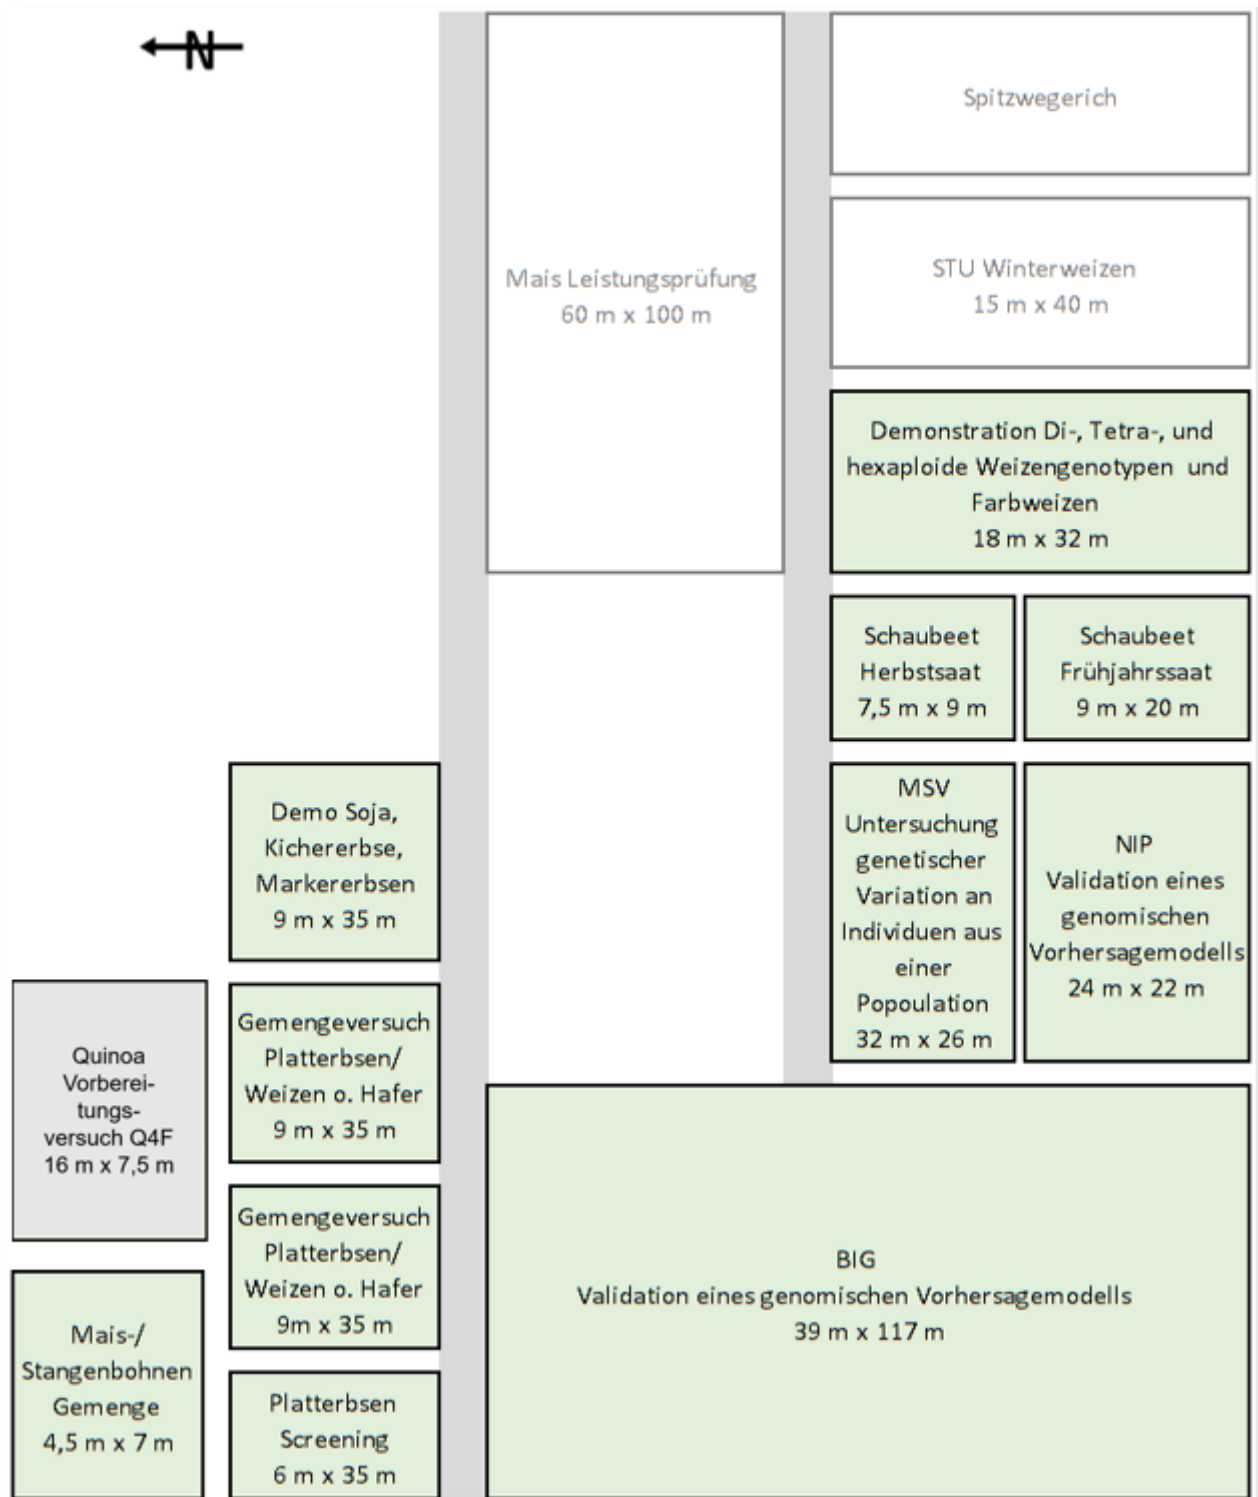 N
Spitzwegerich
Mais Leistungsprüfung
60 m x 100 m
STU Winterweizen
15 m x 40 m
Demonstration Di-, Tetra-, und
hexaploide Weizengenotypen und
Farbweizen
18 m x 32 m
Schaubeet
Herbstsaat
7,5 m x 9 m
Schaubeet
Frühjahrssaat
9 m x 20 m
Demo Soja,
Kichererbse,
Markererbsen
9 m x 35 m
MSV
Untersuchung
genetischer
Variation an
Individuen aus
einer
Popoulation
32 m x 26 m
NIP
Validation eines
genomischen
Vorhersagemodells
24 m x 22 m
Quinoa
Vorberei-
tungs-
versuch Q4F
16 m x 7,5 m
Gemengeversuch
Platterbsen/
Weizen o. Hafer
9 m x 35 m
Gemengeversuch
Platterbsen/
Weizen o. Hafer
9m x 35 m
BIG
Validation eines genomischen Vorhersagemodells
39 m x 117 m
Mais-/
Stangenbohnen
Gemenge
4,5 m x 7 m
Platterbsen
Screening
6 m x 35 m